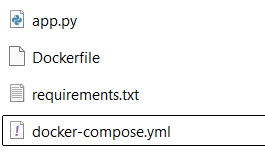 app.py
Dockerfile
requirements.txt
docker-compose.yml